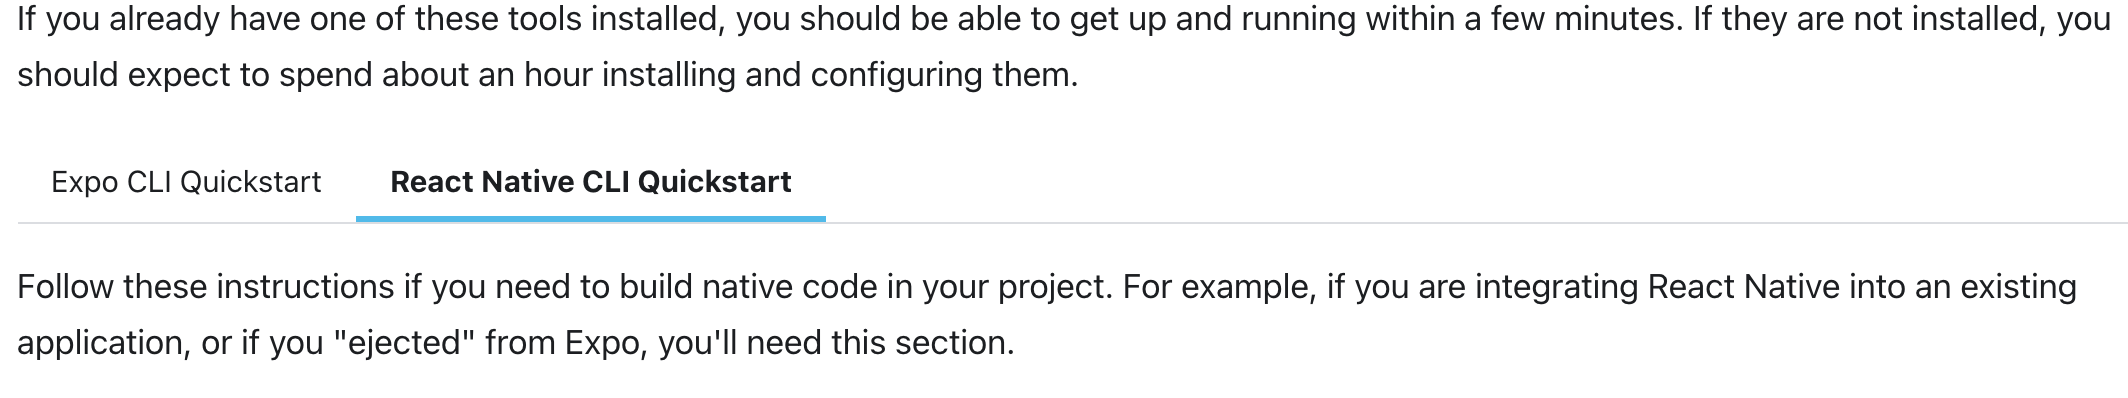 If you already have one of these tools installed, you should be able to get up and running within a few minutes. If they are not installed, you
should expect to spend about an hour installing and configuring them.
Expo CLI Quickstart React Native CLI Quickstart
Follow these instructions if you need to build native code in your project. For example, if you are integrating React Native into an existing
application, or if you "ejected" from Expo, you'll need this section.